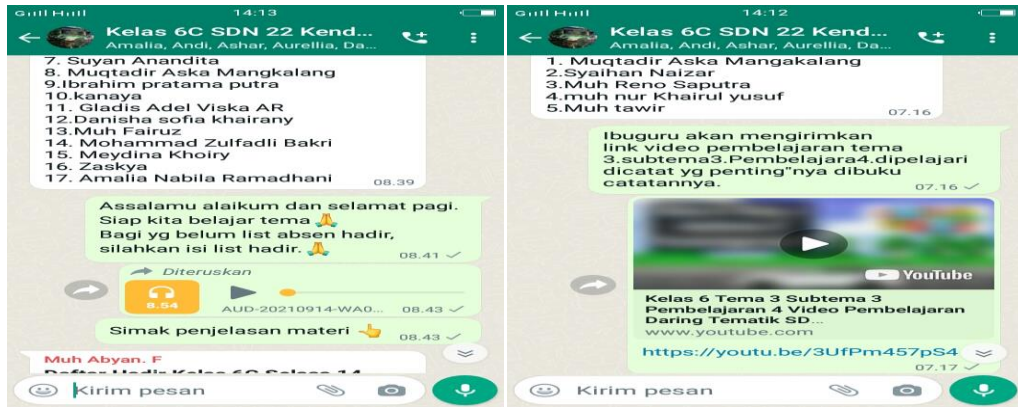 14:13
Kelas 6C SDN 22 Kend...
Amalia, Andi, Ashar, Aurellia, Da...
7. Suyan Anandita
8. Muqtadir Aska Mangkalang
9.Ibrahim pratama putra
10.kanaya
11. Gladis Adel Viska AR
12.Danisha sofia khairany
13.Muh Fairuz
14. Mohammad Zulfadli Bakri
15. Meydina Khoiry
16. Zaskya
17. Amalia Nabila Ramadhani
08.39
Assalamu alaikum dan selamat pagi.
Siap kita belajar tema 🙏
Bagi yg belum list absen hadir,
silahkan isi list hadir. 🙏
08.41
Diteruskan
8.54
AUD-20210914-WA0...
08.43
Simak penjelasan materi 👆
08.43
Muh Abyan. F
Daftar Hadir Kelas 6C Selasa 14
Kirim pesan
14:12
Kelas 6C SDN 22 Kend...
Amalia, Andi, Ashar, Aurellia, Da...
1. Muqtadir Aska Mangakalang
2.Syaihan Naizar
3.Muh Reno Saputra
4.muh nur Khairul yusuf
5.Muh tawir
07.16
Ibuguru akan mengirimkan
link video pembelajaran tema
3.subtema3.Pembelajara4.dipelajari
dicatat yg penting"nya dibuku
catatannya.
07.16
YouTube
Kelas 6 Tema 3 Subtema 3
Pembelajaran 4 Video Pembelajaran
Daring Tematik SD...
www.youtube.com
https://youtu.be/3UfPm457pS4
07.17
Kirim pesan